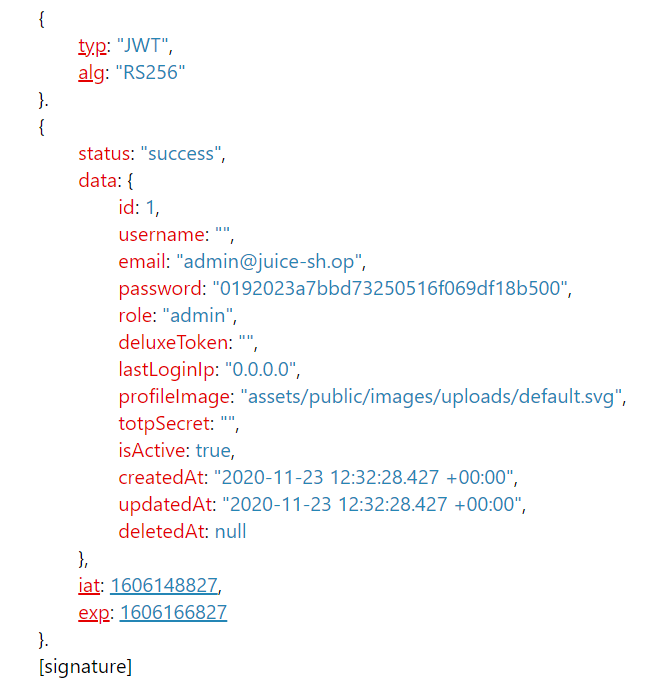 {
typ: "JWT",
alg: "RS256"
}.
{
status: "success",
data: {
id: 1,
username: "",
email: "admin@juice-sh.op",
password: "0192023a7bbd73250516f069df18b500",
role: "admin",
deluxeToken: "",
lastLoginIp: "0.0.0.0",
profileImage: "assets/public/images/uploads/default.svg",
totpSecret: "",
isActive: true,
createdAt: "2020-11-23 12:32:28.427 +00:00",
updatedAt: "2020-11-23 12:32:28.427 +00:00",
deletedAt: null
},
iat: 1606148827,
exp: 1606166827
}.
[signature]